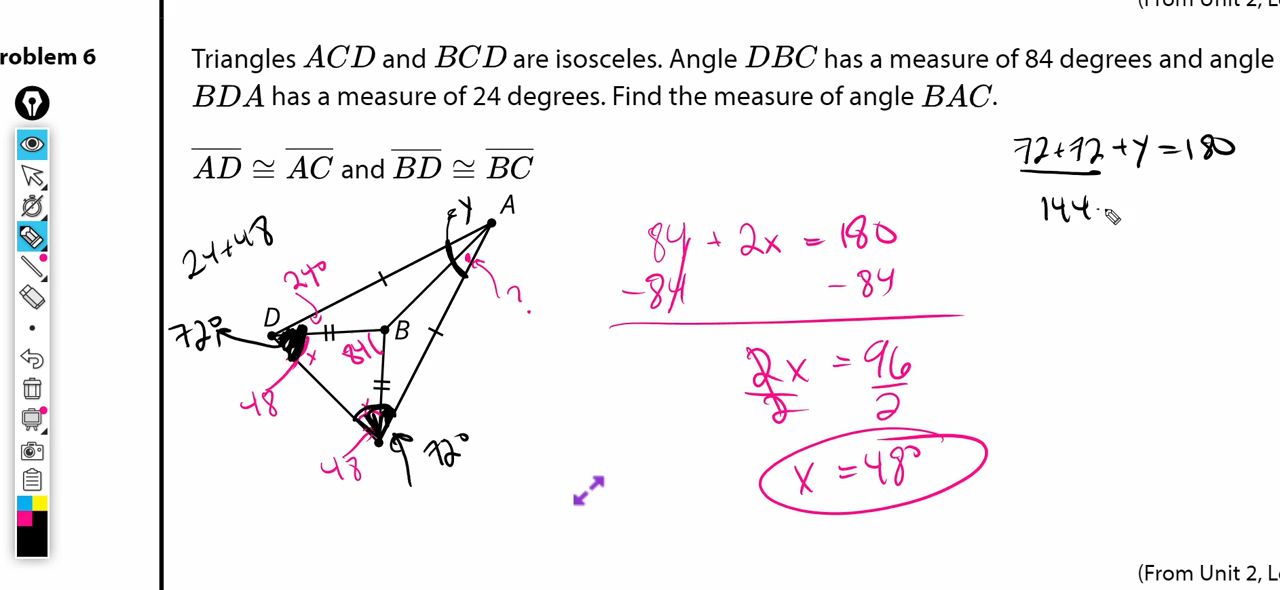 (From Unit 2, L
roblem 6
Triangles ACD and BCD are isosceles. Angle DBC has a measure of 84 degrees and angle
BDA has a measure of 24 degrees. Find the measure of angle BAC.
AD ≅ AC and BD ≅ BC
72+72+y=180
144
24+48
y
A
24°
?
D
72°
B
84
x
48
x
C
48
72°
84 + 2x = 180
-84 -84
2x = 96
2 2
x = 48°
(From Unit 2, L